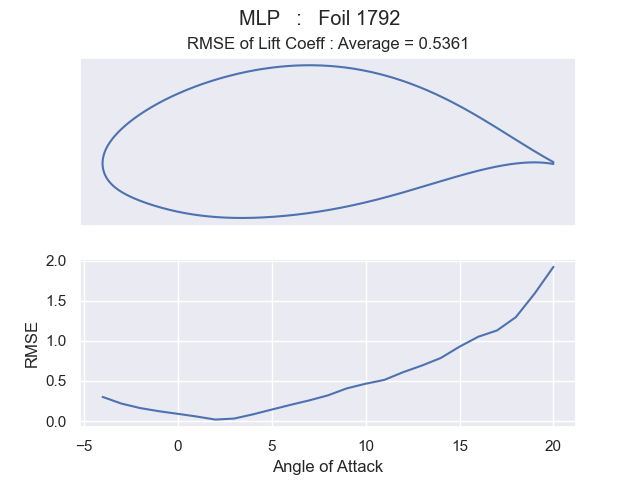 MLP : Foil 1792
RMSE of Lift Coeff : Average = 0.5361
2.0
1.5
1.0
0.5
0.0
RMSE
−5 0 5 10 15 20
Angle of Attack